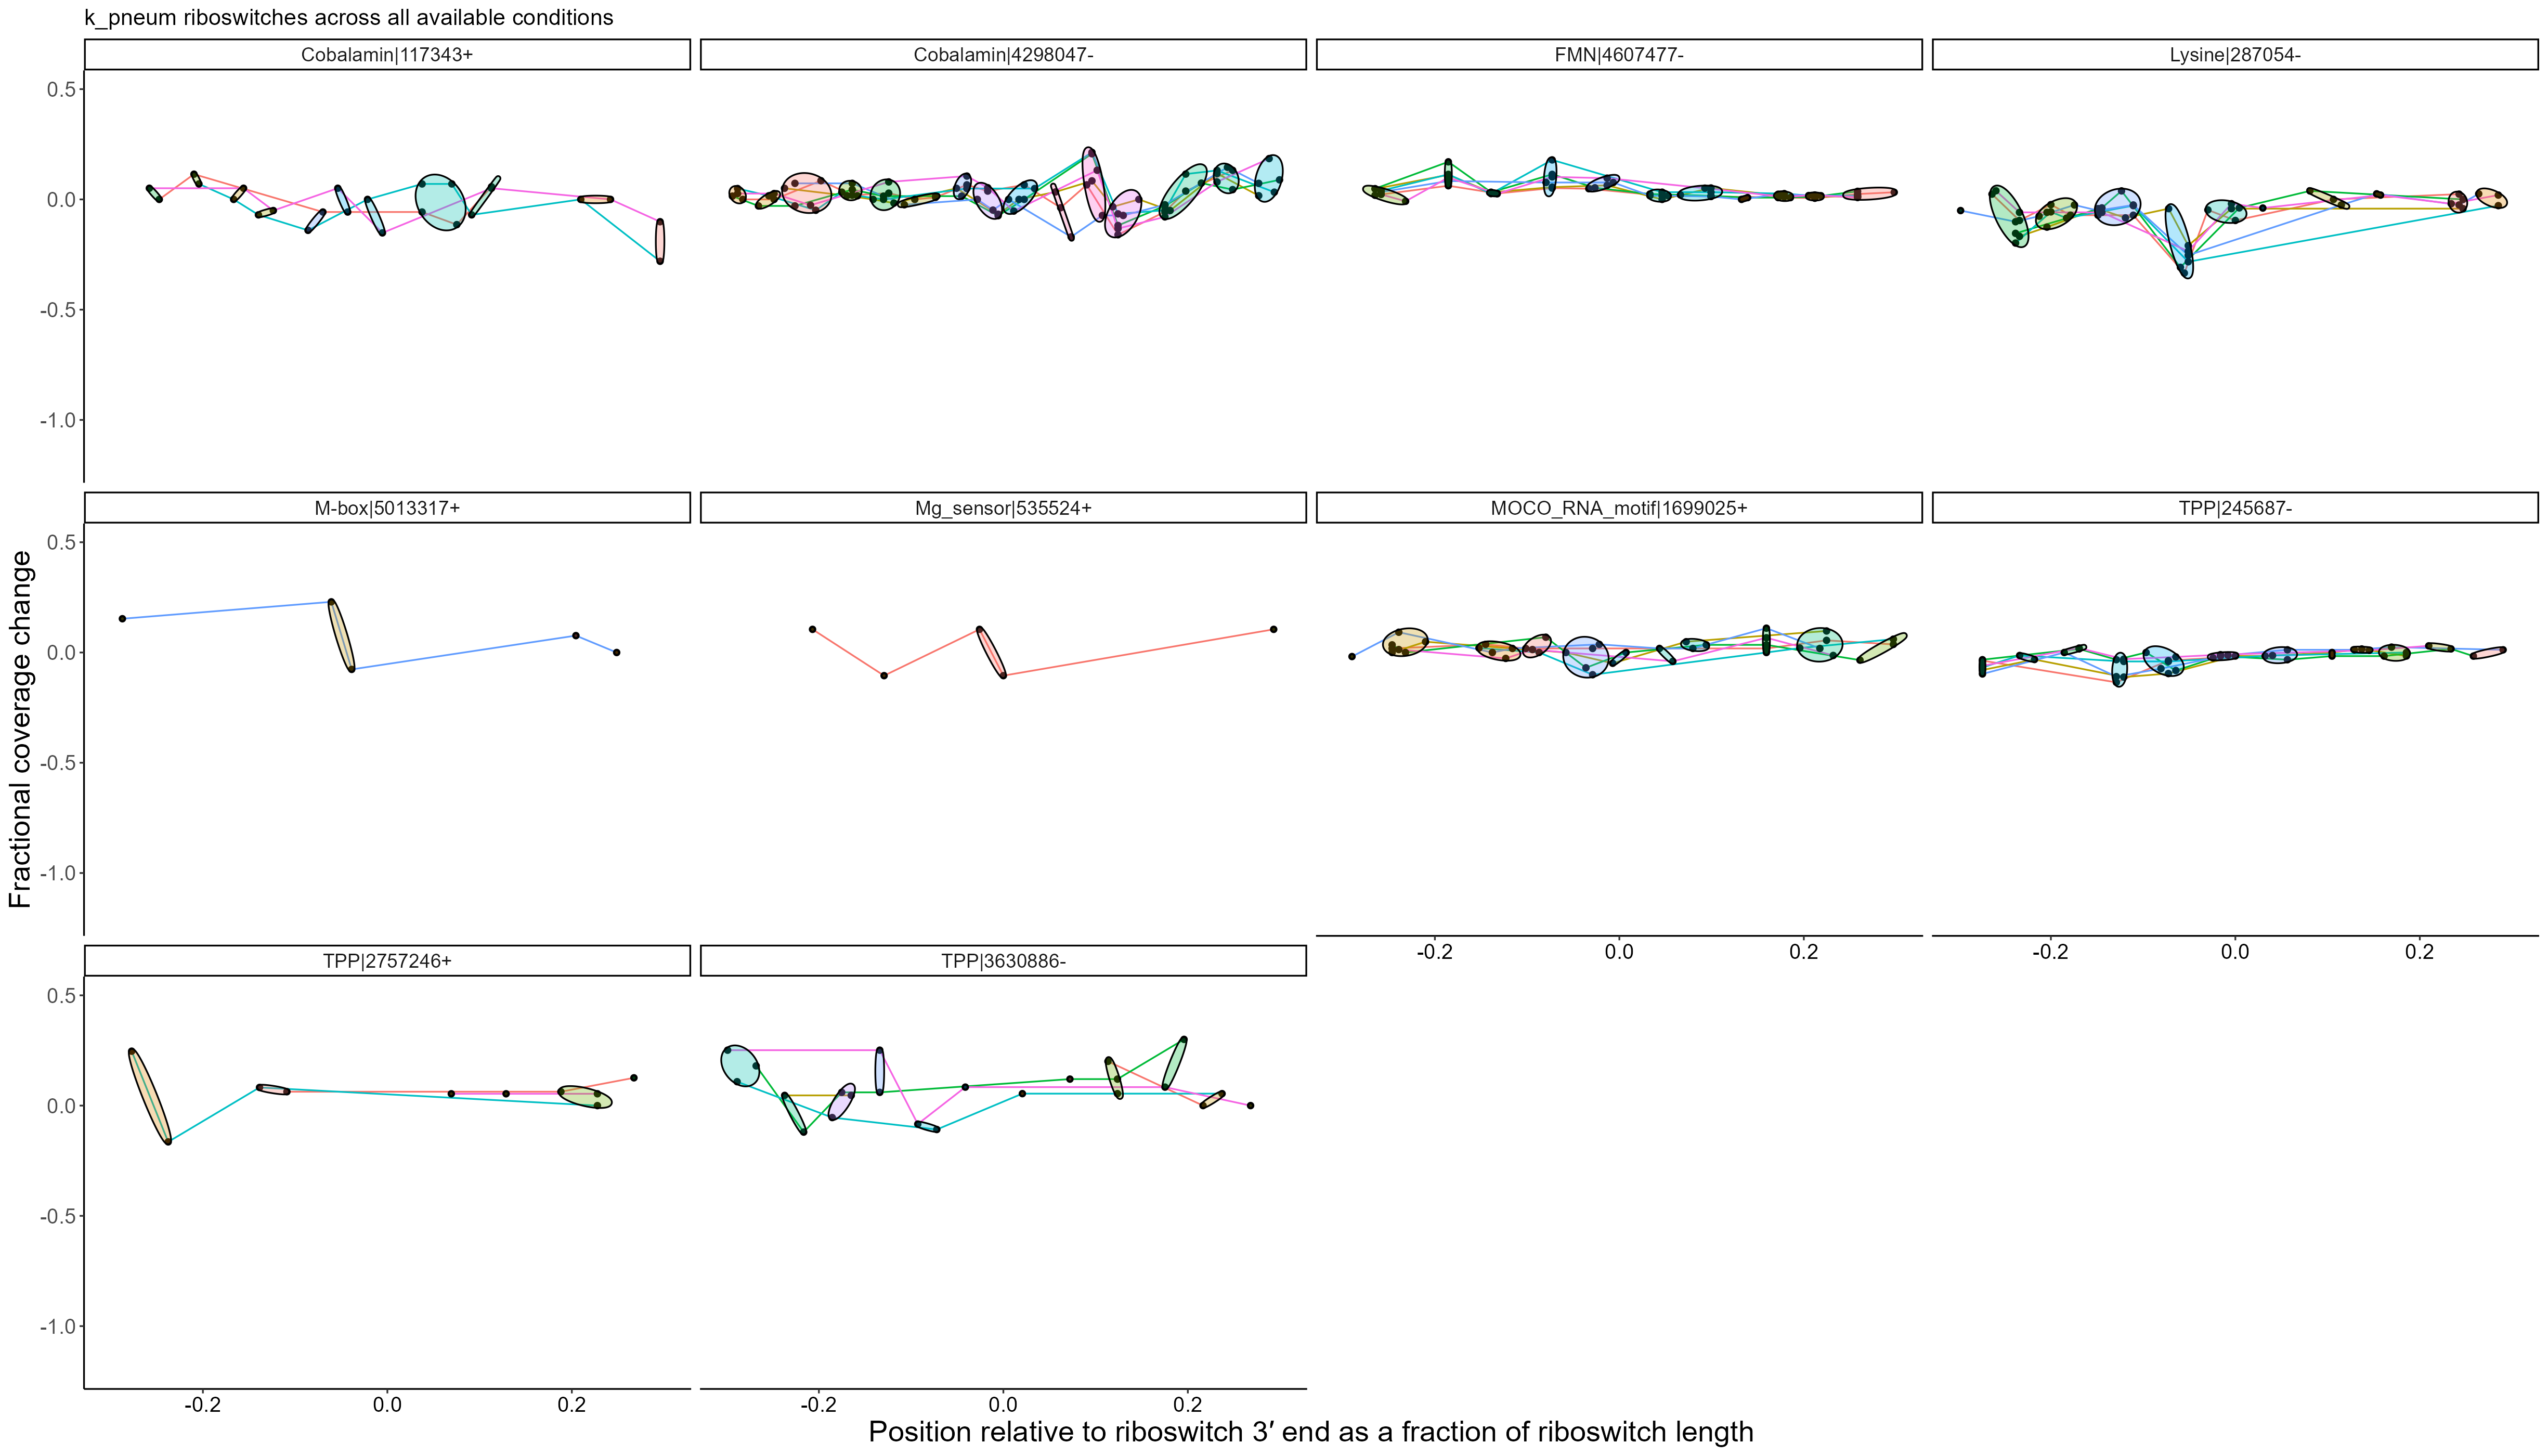 k_pneum riboswitches across all available conditions
Cobalamin|117343+
Cobalamin|4298047-
FMN|4607477-
Lysine|287054-
0.5
0.0
-0.5
-1.0
M-box|5013317+
Mg_sensor|535524+
MOCO_RNA_motif|1699025+
TPP|245687-
0.5
0.0
-0.5
-1.0
-0.2 0.0 0.2
-0.2 0.0 0.2
TPP|2757246+
TPP|3630886-
0.5
0.0
-0.5
-1.0
-0.2 0.0 0.2
-0.2 0.0 0.2
Fractional coverage change
Position relative to riboswitch 3′ end as a fraction of riboswitch length